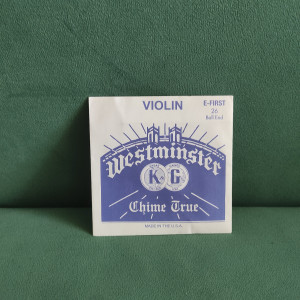 VIOLIN
E-FIRST
26
Ball End
Westminster
K G
Chime True
MADE IN THE U.S.A.